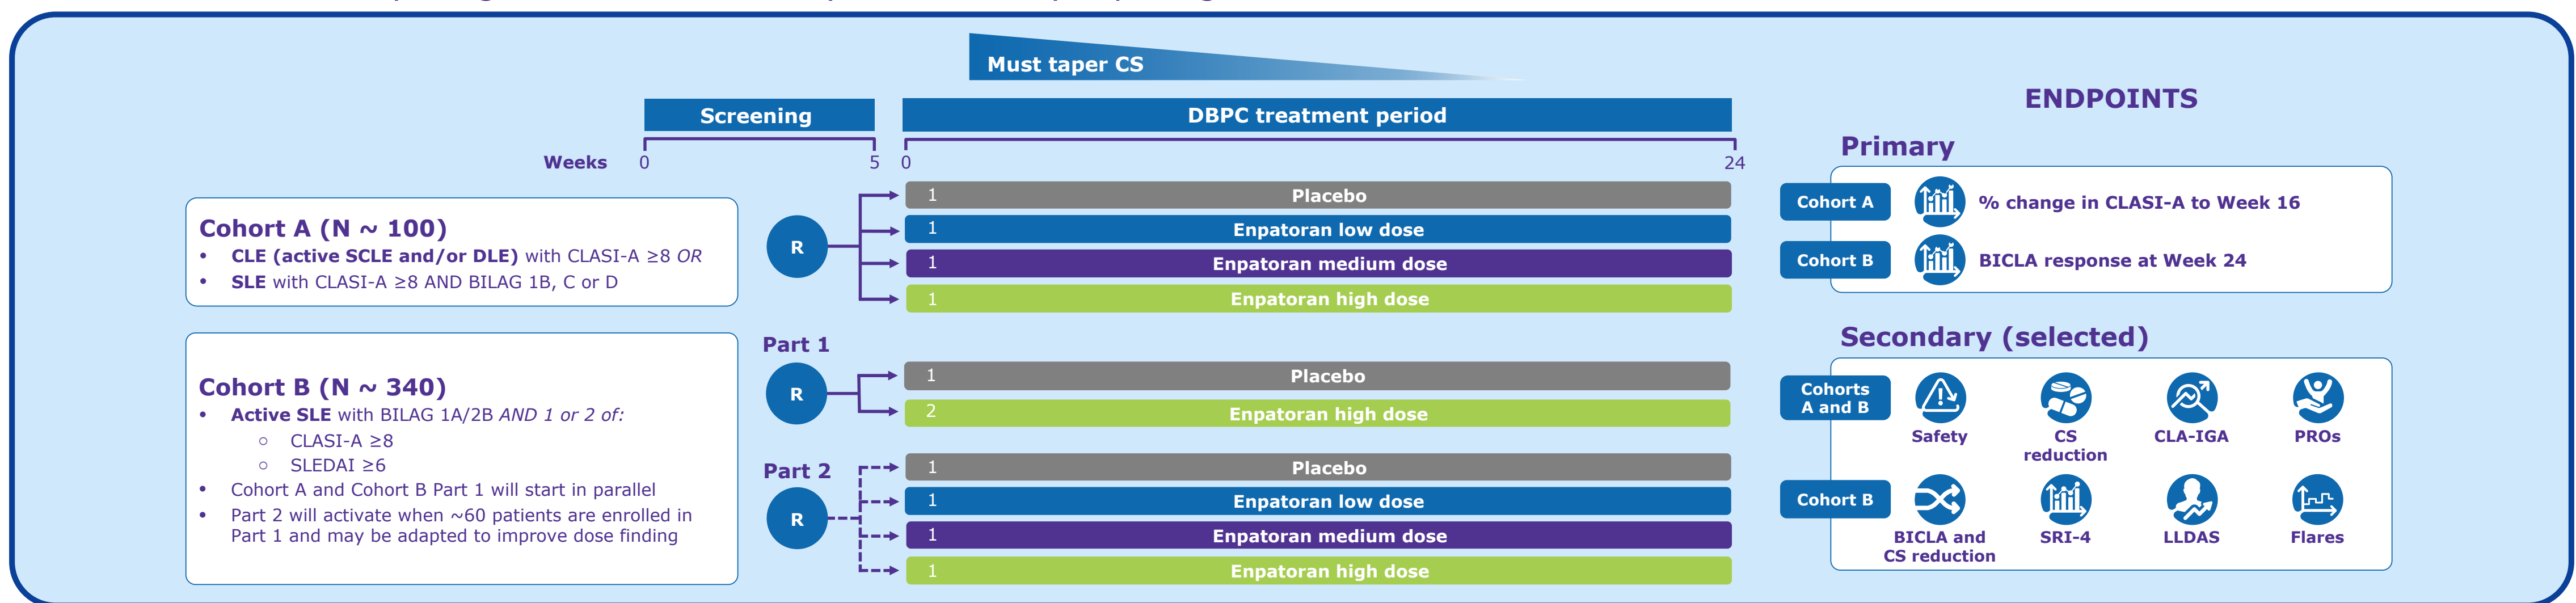 Must taper CS
Screening
DBPC treatment period
Weeks
0
5
0
24
Cohort A (N ~ 100)
• CLE (active SCLE and/or DLE) with CLASI-A ≥8 OR
• SLE with CLASI-A ≥8 AND BILAG 1B, C or D
R
1 Placebo
1 Enpatoran low dose
1 Enpatoran medium dose
1 Enpatoran high dose
Cohort B (N ~ 340)
• Active SLE with BILAG 1A/2B AND 1 or 2 of:
○ CLASI-A ≥8
○ SLEDAI ≥6
• Cohort A and Cohort B Part 1 will start in parallel
• Part 2 will activate when ~60 patients are enrolled in
Part 1 and may be adapted to improve dose finding
Part 1
R
1 Placebo
2 Enpatoran high dose
Part 2
R
1 Placebo
1 Enpatoran low dose
1 Enpatoran medium dose
1 Enpatoran high dose
ENDPOINTS
Primary
Cohort A
% change in CLASI-A to Week 16
Cohort B
BICLA response at Week 24
Secondary (selected)
Cohorts
A and B
Safety
CS
reduction
CLA-IGA
PROs
Cohort B
BICLA and
CS reduction
SRI-4
LLDAS
Flares